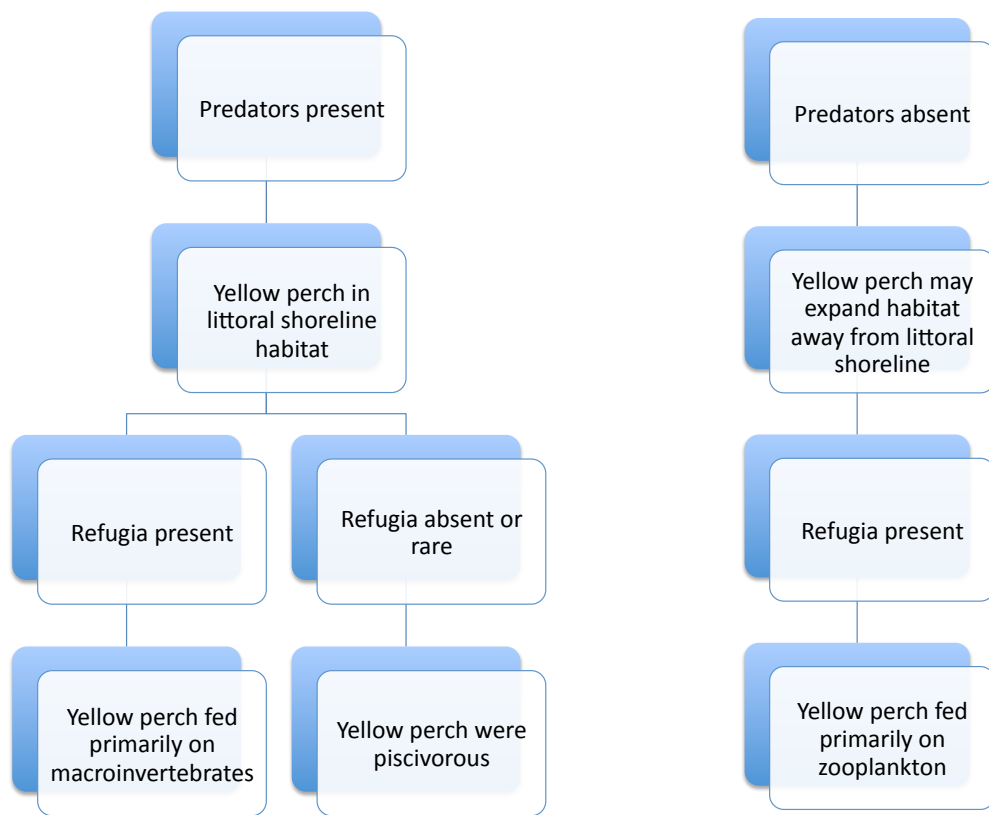 Predators present
Yellow perch in
littoral shoreline
habitat
Refugia present
Refugia absent or
rare
Yellow perch fed
primarily on
macroinvertebrates
Yellow perch were
piscivorous
Predators absent
Yellow perch may
expand habitat
away from littoral
shoreline
Refugia present
Yellow perch fed
primarily on
zooplankton